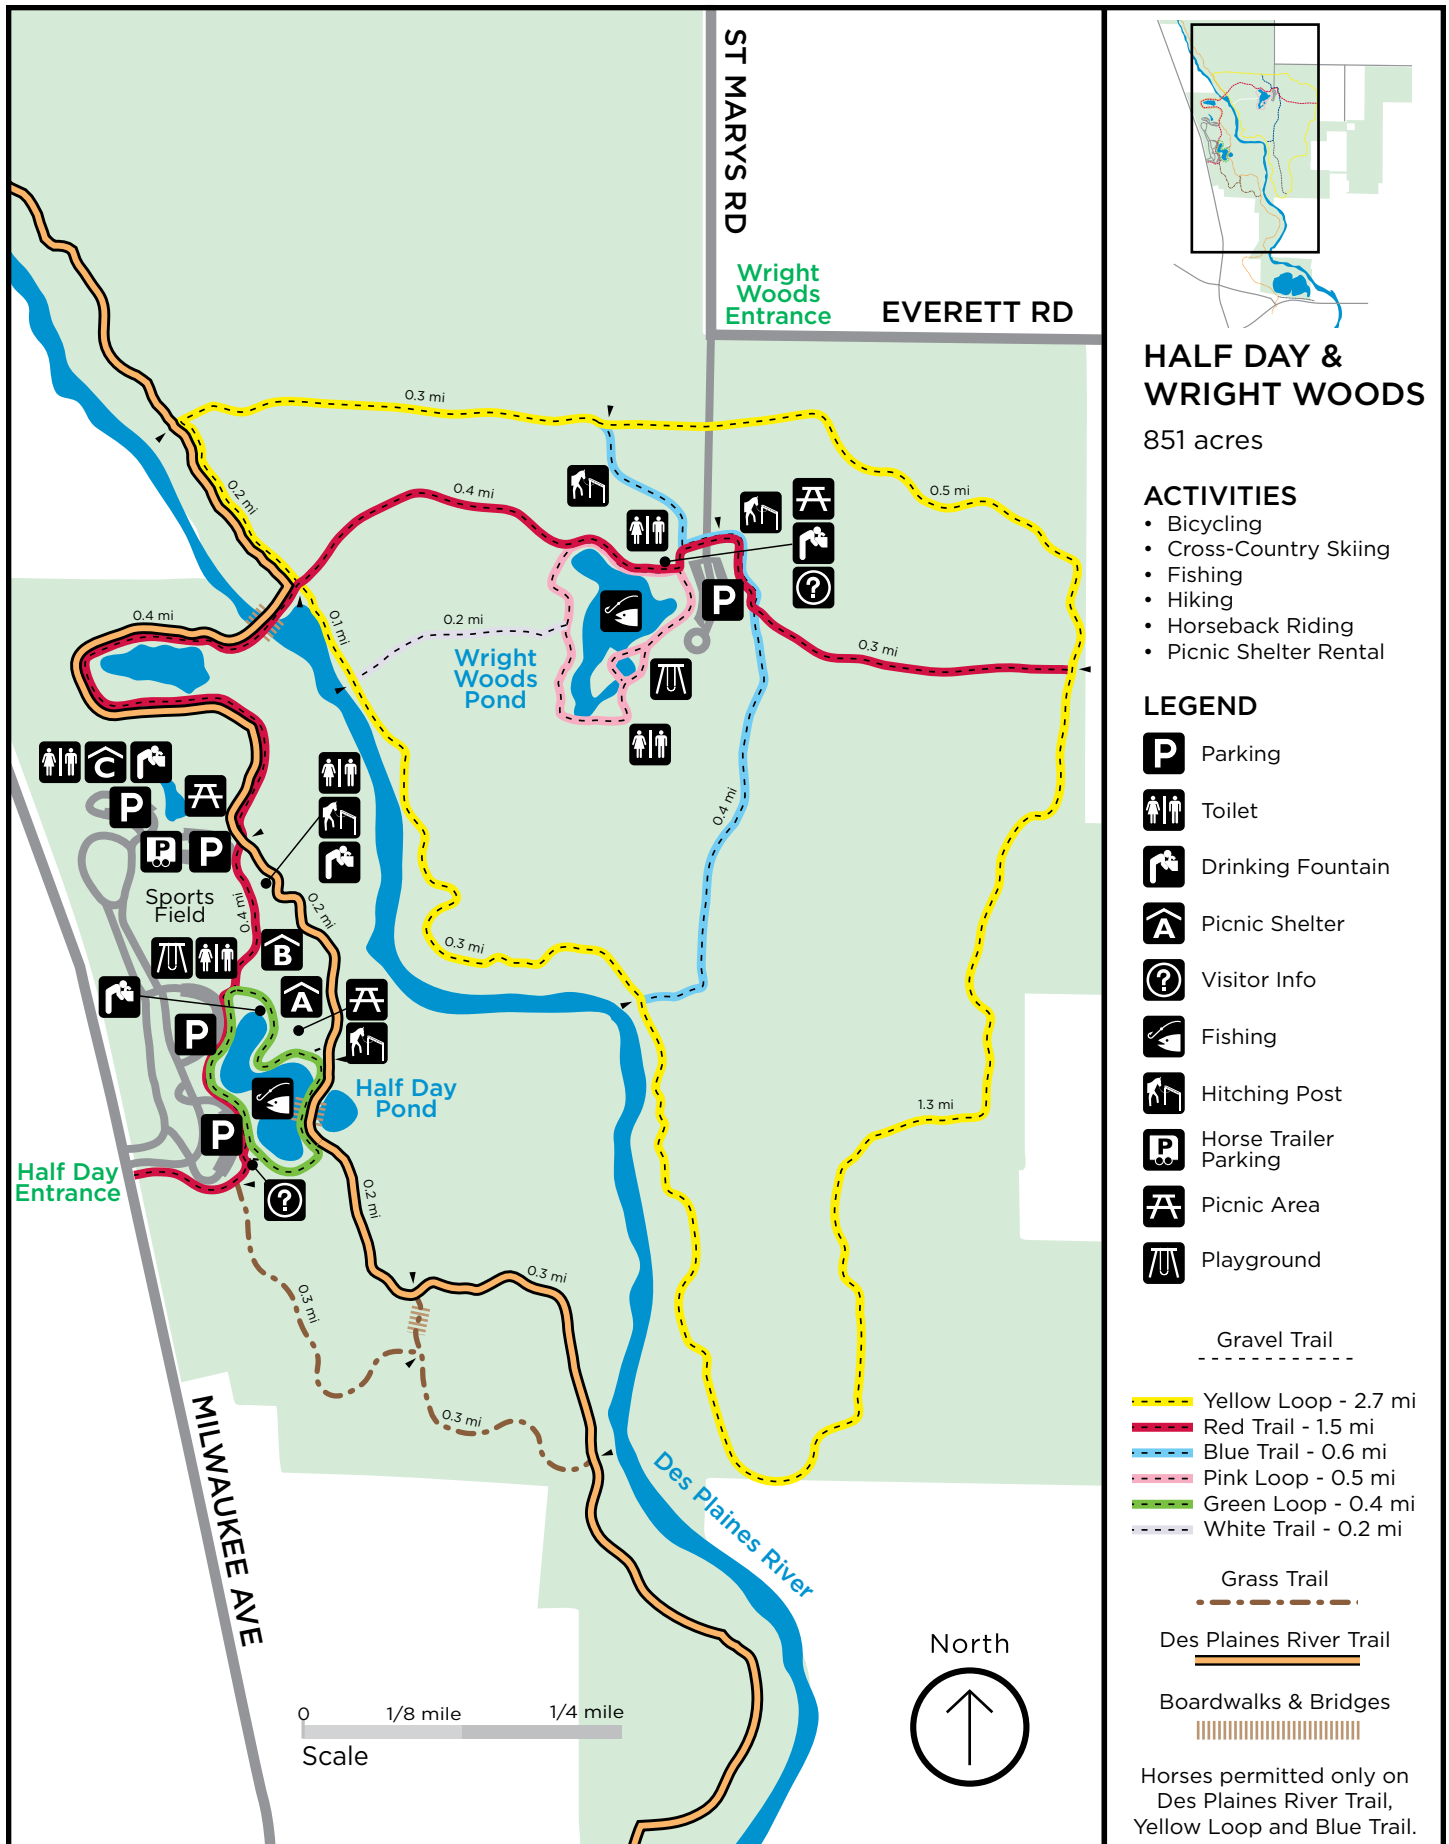 ST MARYS RD
Wright
Woods
Entrance
EVERETT RD
0.3 mi
0.2 mi
0.4 mi
0.5 mi
0.4 mi
0.1 mi
0.2 mi
Wright
Woods
Pond
P
?
0.3 mi
0.4 mi
C
P
P
P
Sports
Field
0.4 mi
0.2 mi
B
A
0.3 mi
P
Half Day
Pond
P
Half Day
Entrance
?
0.2 mi
1.3 mi
0.3 mi
0.3 mi
0.3 mi
MILWAUKEE AVE
Des Plaines River
0
1/8 mile
1/4 mile
Scale
North
HALF DAY &
WRIGHT WOODS
851 acres
ACTIVITIES
• Bicycling
• Cross-Country Skiing
• Fishing
• Hiking
• Horseback Riding
• Picnic Shelter Rental
LEGEND
P Parking
Toilet
Drinking Fountain
A Picnic Shelter
? Visitor Info
Fishing
Hitching Post
P Horse Trailer
Parking
Picnic Area
Playground
Gravel Trail
Yellow Loop - 2.7 mi
Red Trail - 1.5 mi
Blue Trail - 0.6 mi
Pink Loop - 0.5 mi
Green Loop - 0.4 mi
White Trail - 0.2 mi
Grass Trail
Des Plaines River Trail
Boardwalks & Bridges
Horses permitted only on
Des Plaines River Trail,
Yellow Loop and Blue Trail.